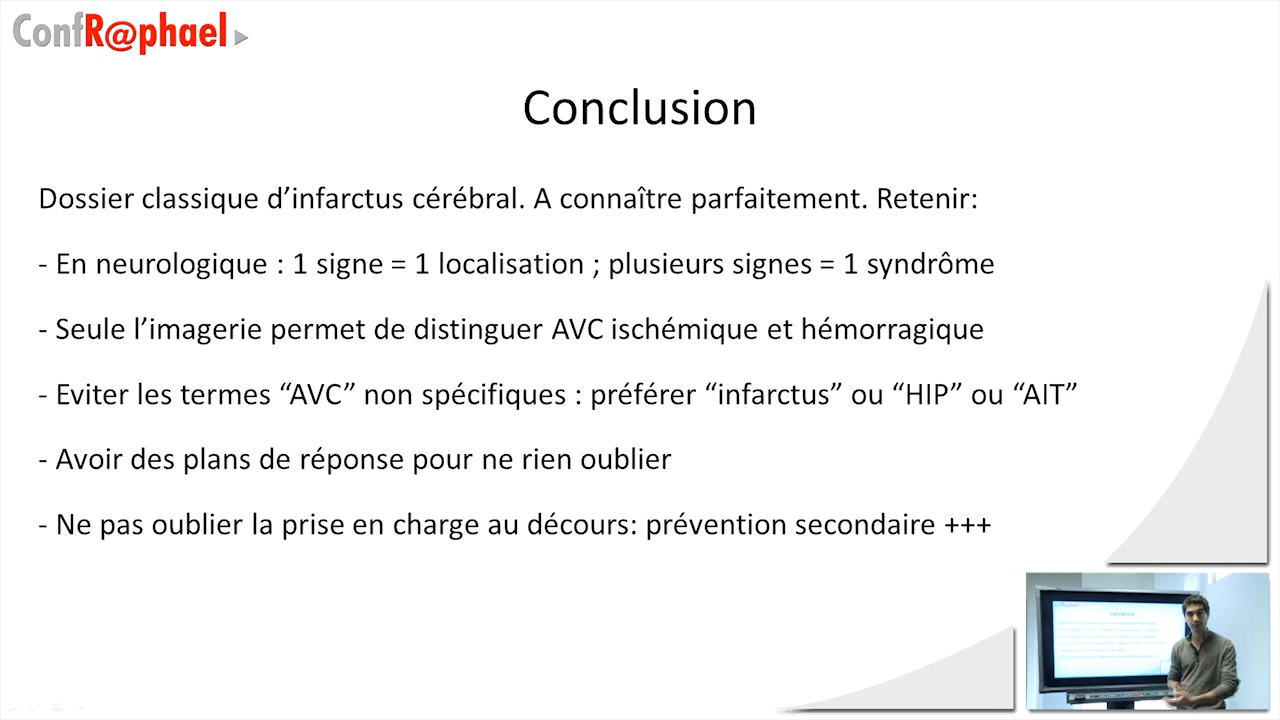 ConfR@phael
Conclusion
Dossier classique d’infarctus cérébral. A connaître parfaitement. Retenir:
- En neurologique : 1 signe = 1 localisation ; plusieurs signes = 1 syndrôme
- Seule l’imagerie permet de distinguer AVC ischémique et hémorragique
- Eviter les termes “AVC” non spécifiques : préférer “infarctus” ou “HIP” ou “AIT”
- Avoir des plans de réponse pour ne rien oublier
- Ne pas oublier la prise en charge au décours: prévention secondaire +++
Conclusion